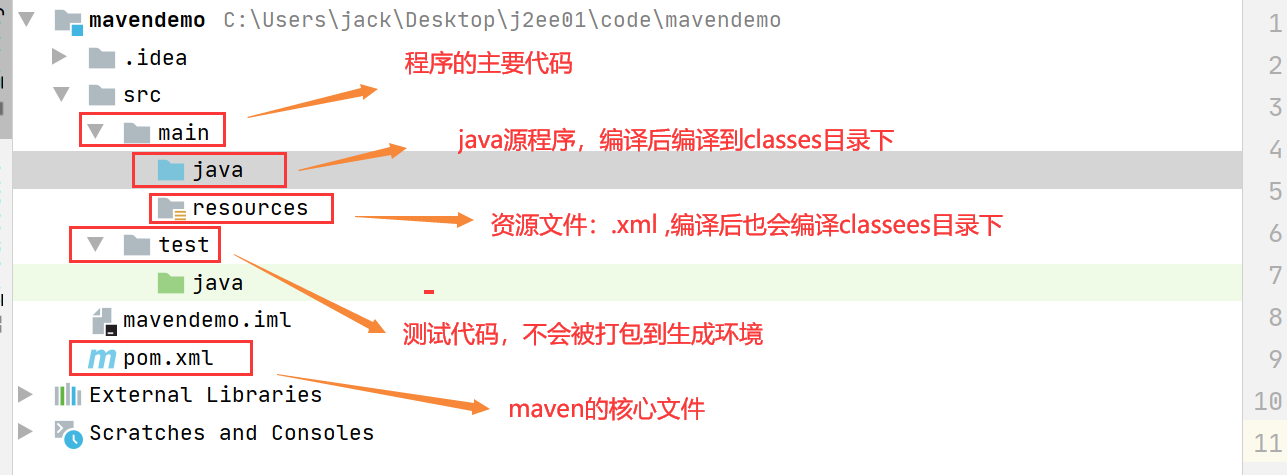 mavendemo C:\Users\jack\Desktop\j2ee01\code\mavendemo
1
.idea
程序的主要代码
2
src
3
main
java源程序，编译后编译到classes目录下
4
java
5
resources
资源文件：.xml ,编译后也会编译classees目录下
6
test
7
java
mavendemo.iml
测试代码，不会被打包到生成环境
8
pom.xml
9
External Libraries
maven的核心文件
10
Scratches and Consoles
11